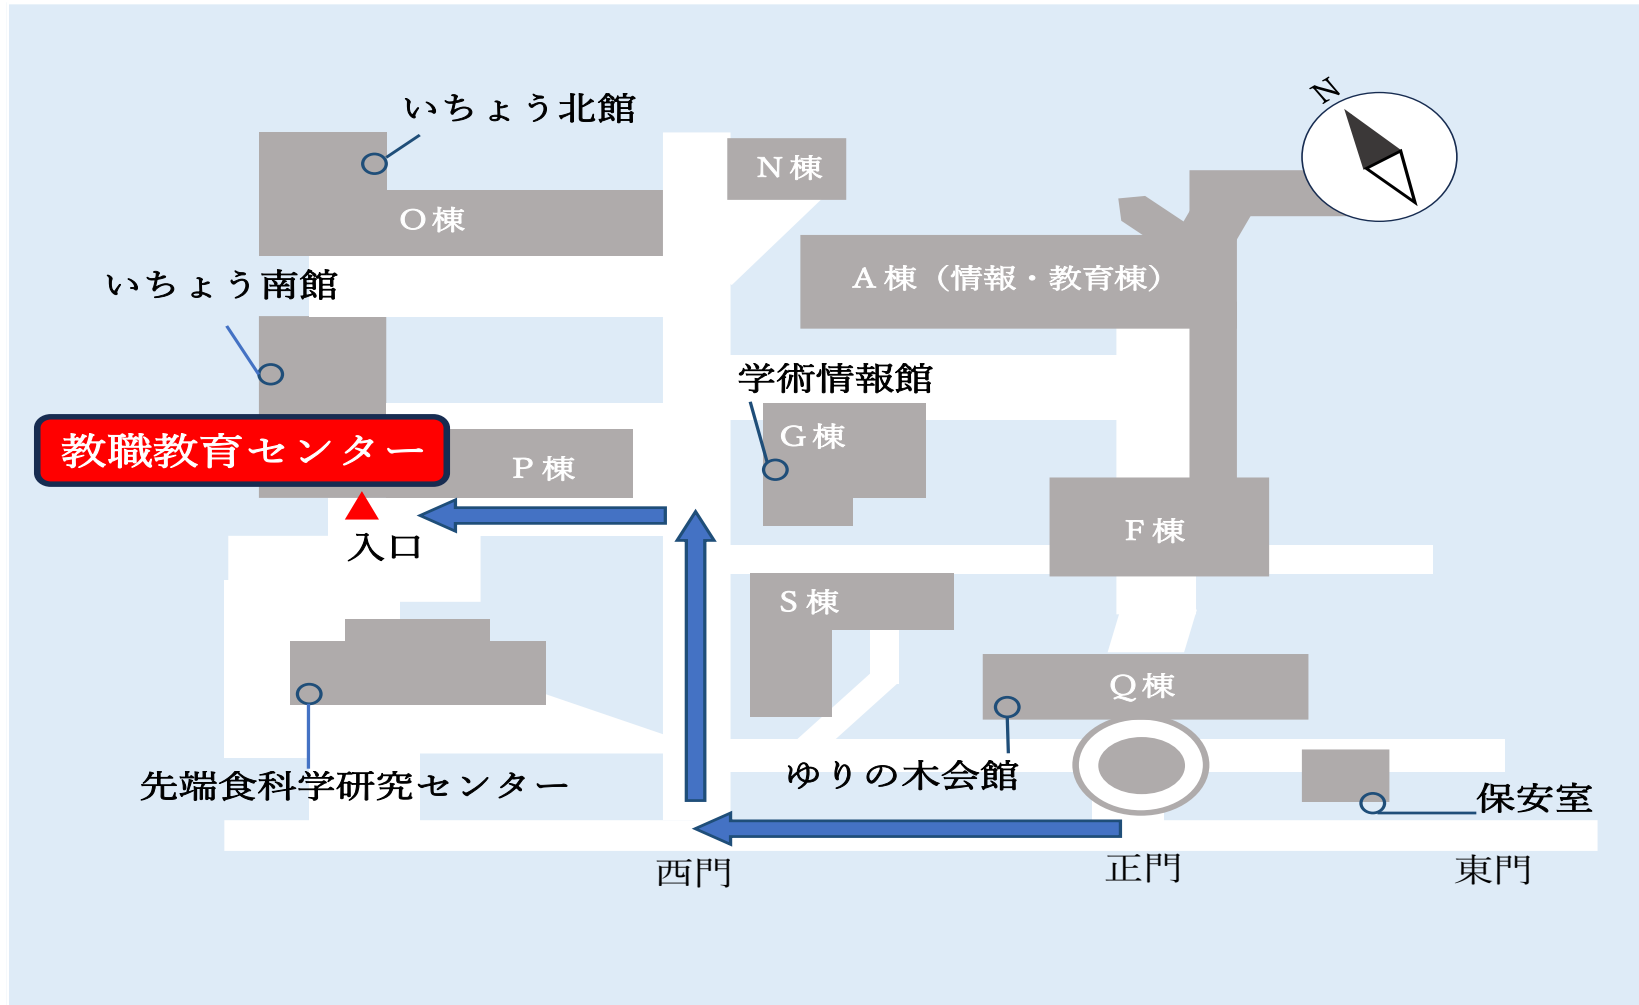 N
いちょう北館
N棟
O棟
A棟（情報・教育棟）
いちょう南館
学術情報館
G棟
教職教育センター
P棟
入口
F棟
S棟
Q棟
ゆりの木会館
先端食科学研究センター
保安室
西門
正門
東門